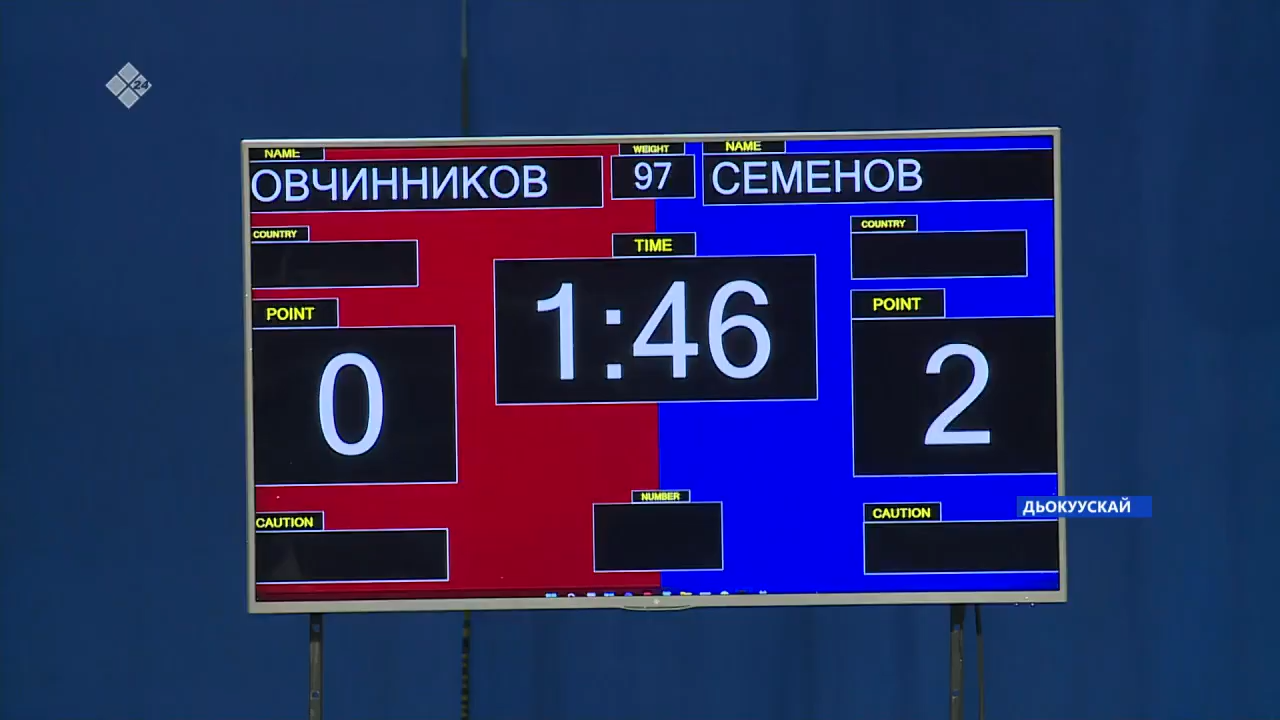 X24
NAME
WEIGHT
NAME
ОВЧИННИКОВ
97
СЕМЕНОВ
COUNTRY
TIME
COUNTRY
POINT
1:46
POINT
0
2
CAUTION
NUMBER
CAUTION
ДЬОКУУСКАЙ